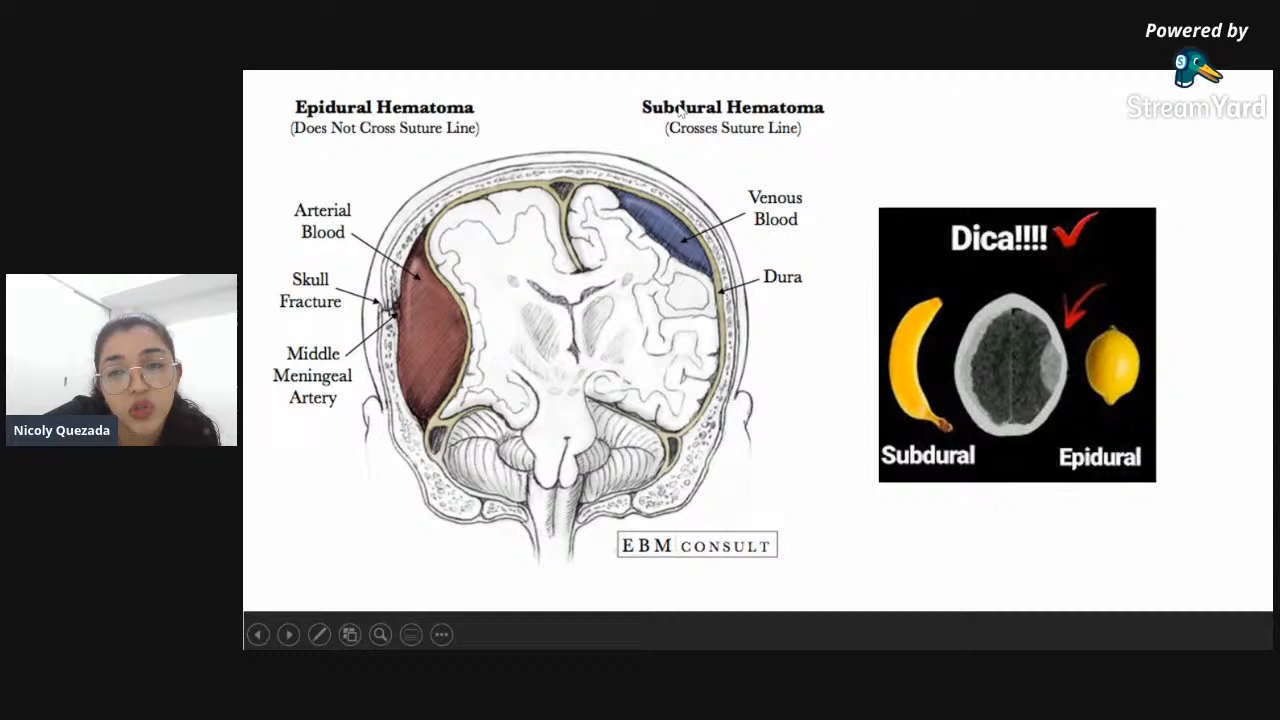 Powered by
StreamYard
Epidural Hematoma
(Does Not Cross Suture Line)
Subdural Hematoma
(Crosses Suture Line)
Arterial
Blood
Skull
Fracture
Middle
Meningeal
Artery
Venous
Blood
Dura
EBM CONSULT
Dica!!!!
Subdural
Epidural
Nicoly Quezada